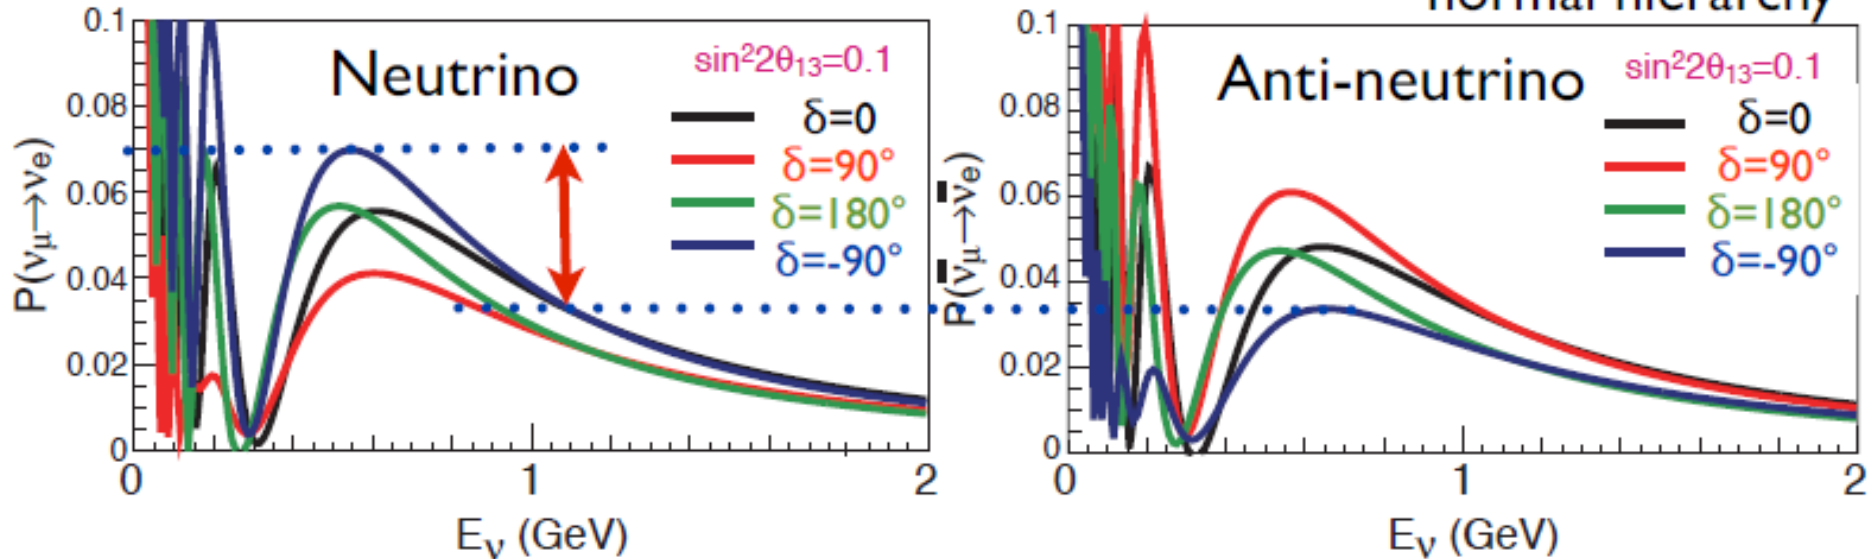 normal hierarchy
Neutrino
sin²2θ₁₃=0.1
δ=0
δ=90°
δ=180°
δ=-90°
P(νμ→νe)
0.1
0.08
0.06
0.04
0.02
0
0
1
2
Eν (GeV)
Anti-neutrino
sin²2θ₁₃=0.1
δ=0
δ=90°
δ=180°
δ=-90°
P(ν̄μ→ν̄e)
0.1
0.08
0.06
0.04
0.02
0
0
1
2
Eν (GeV)